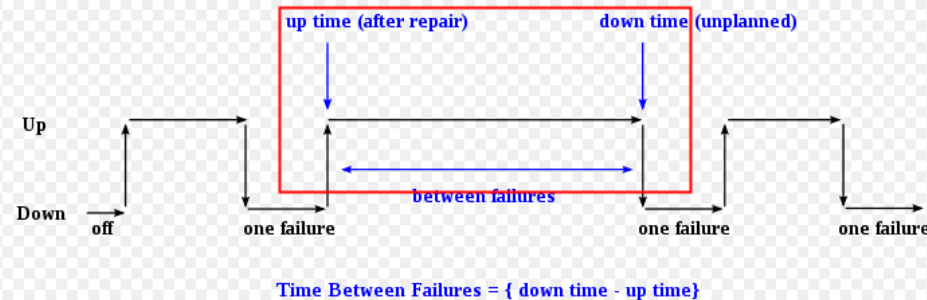 up time (after repair)
down time (unplanned)
Up
between failures
Down
off
one failure
one failure
one failure
Time Between Failures = { down time - up time}